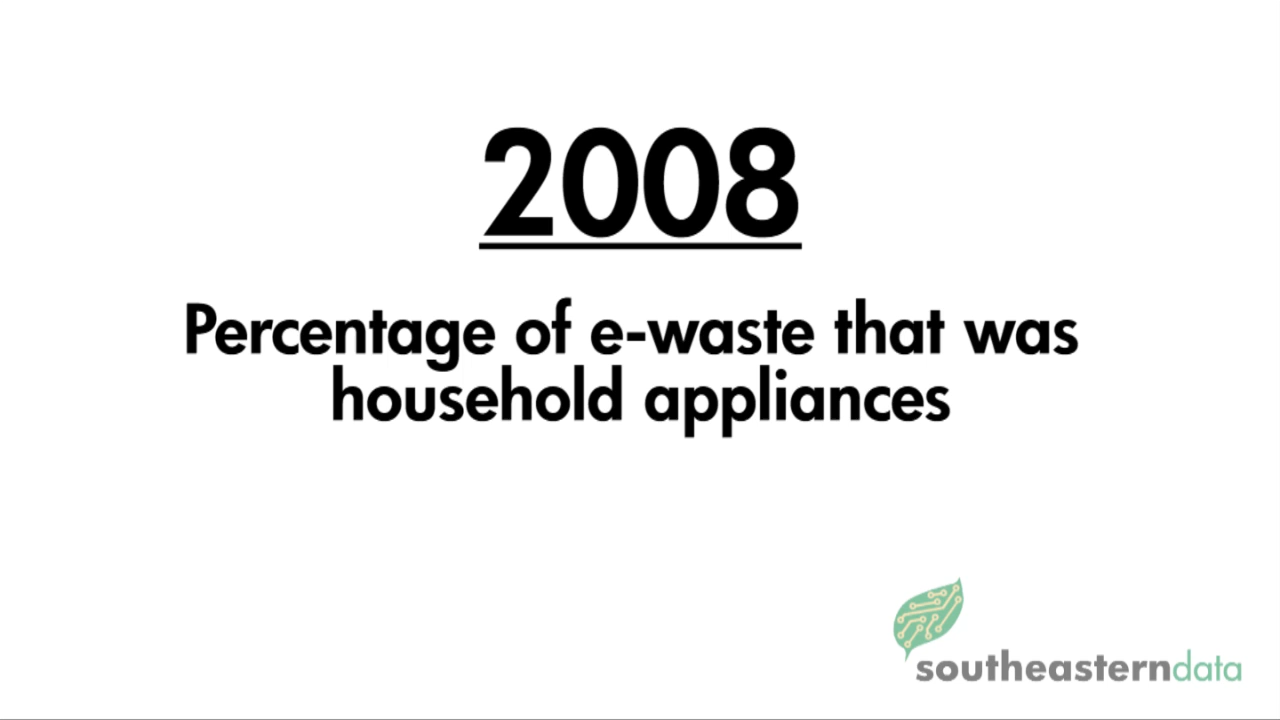 2008
Percentage of e-waste that was
household appliances
southeasterndata